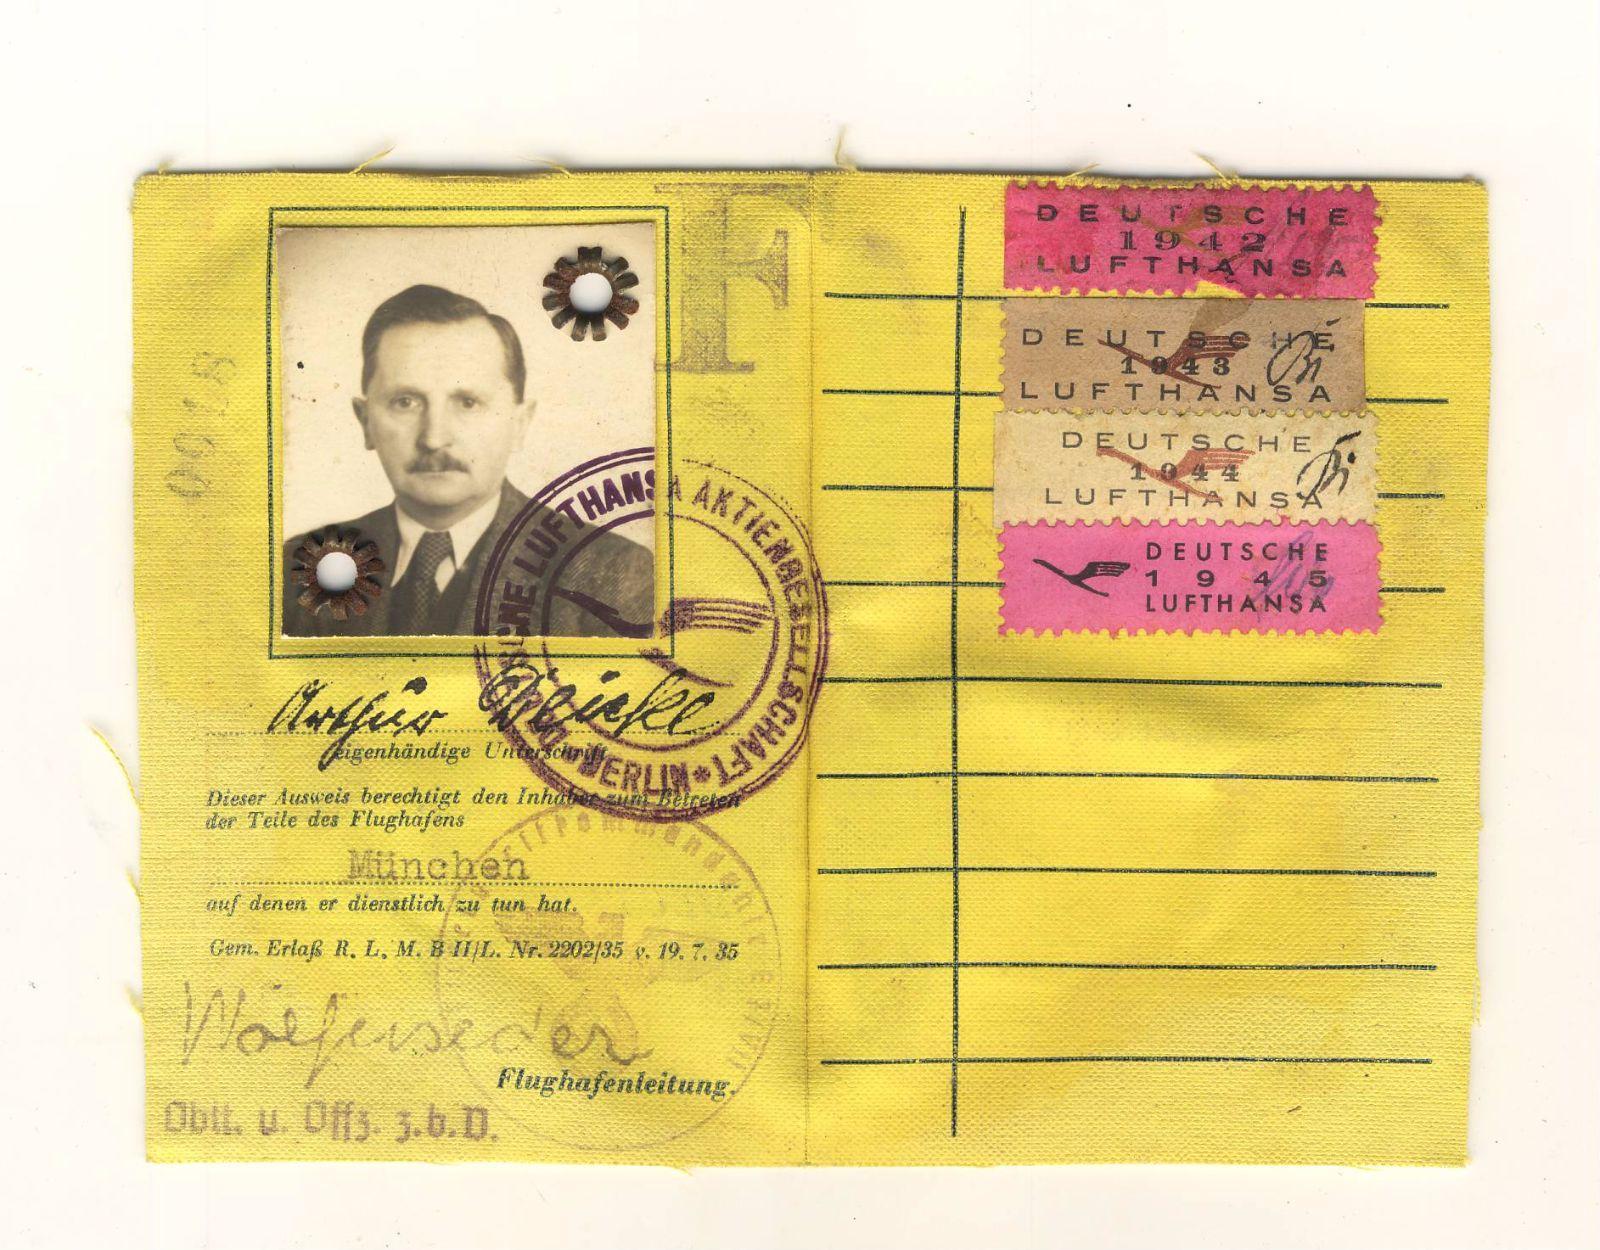 F
0018
DEUTSCHE LUFTHANSA AKTIENGESELLSCHAFT * BERLIN
Arthur
eigenhändige Unterschrift
Dieser Ausweis berechtigt den Inhaber zum Betreten
der Teile des Flughafens
München
auf denen er dienstlich zu tun hat.
Gem. Erlaß R. L. M. B II/L. Nr. 2202/35 v. 19. 7. 35
Flughafenleitung.
Oblt. u. Offz. z.b.V.
DEUTSCHE
1942
LUFTHANSA
DEUTSCHE
1943
LUFTHANSA
DEUTSCHE
1944
LUFTHANSA
DEUTSCHE
1945
LUFTHANSA